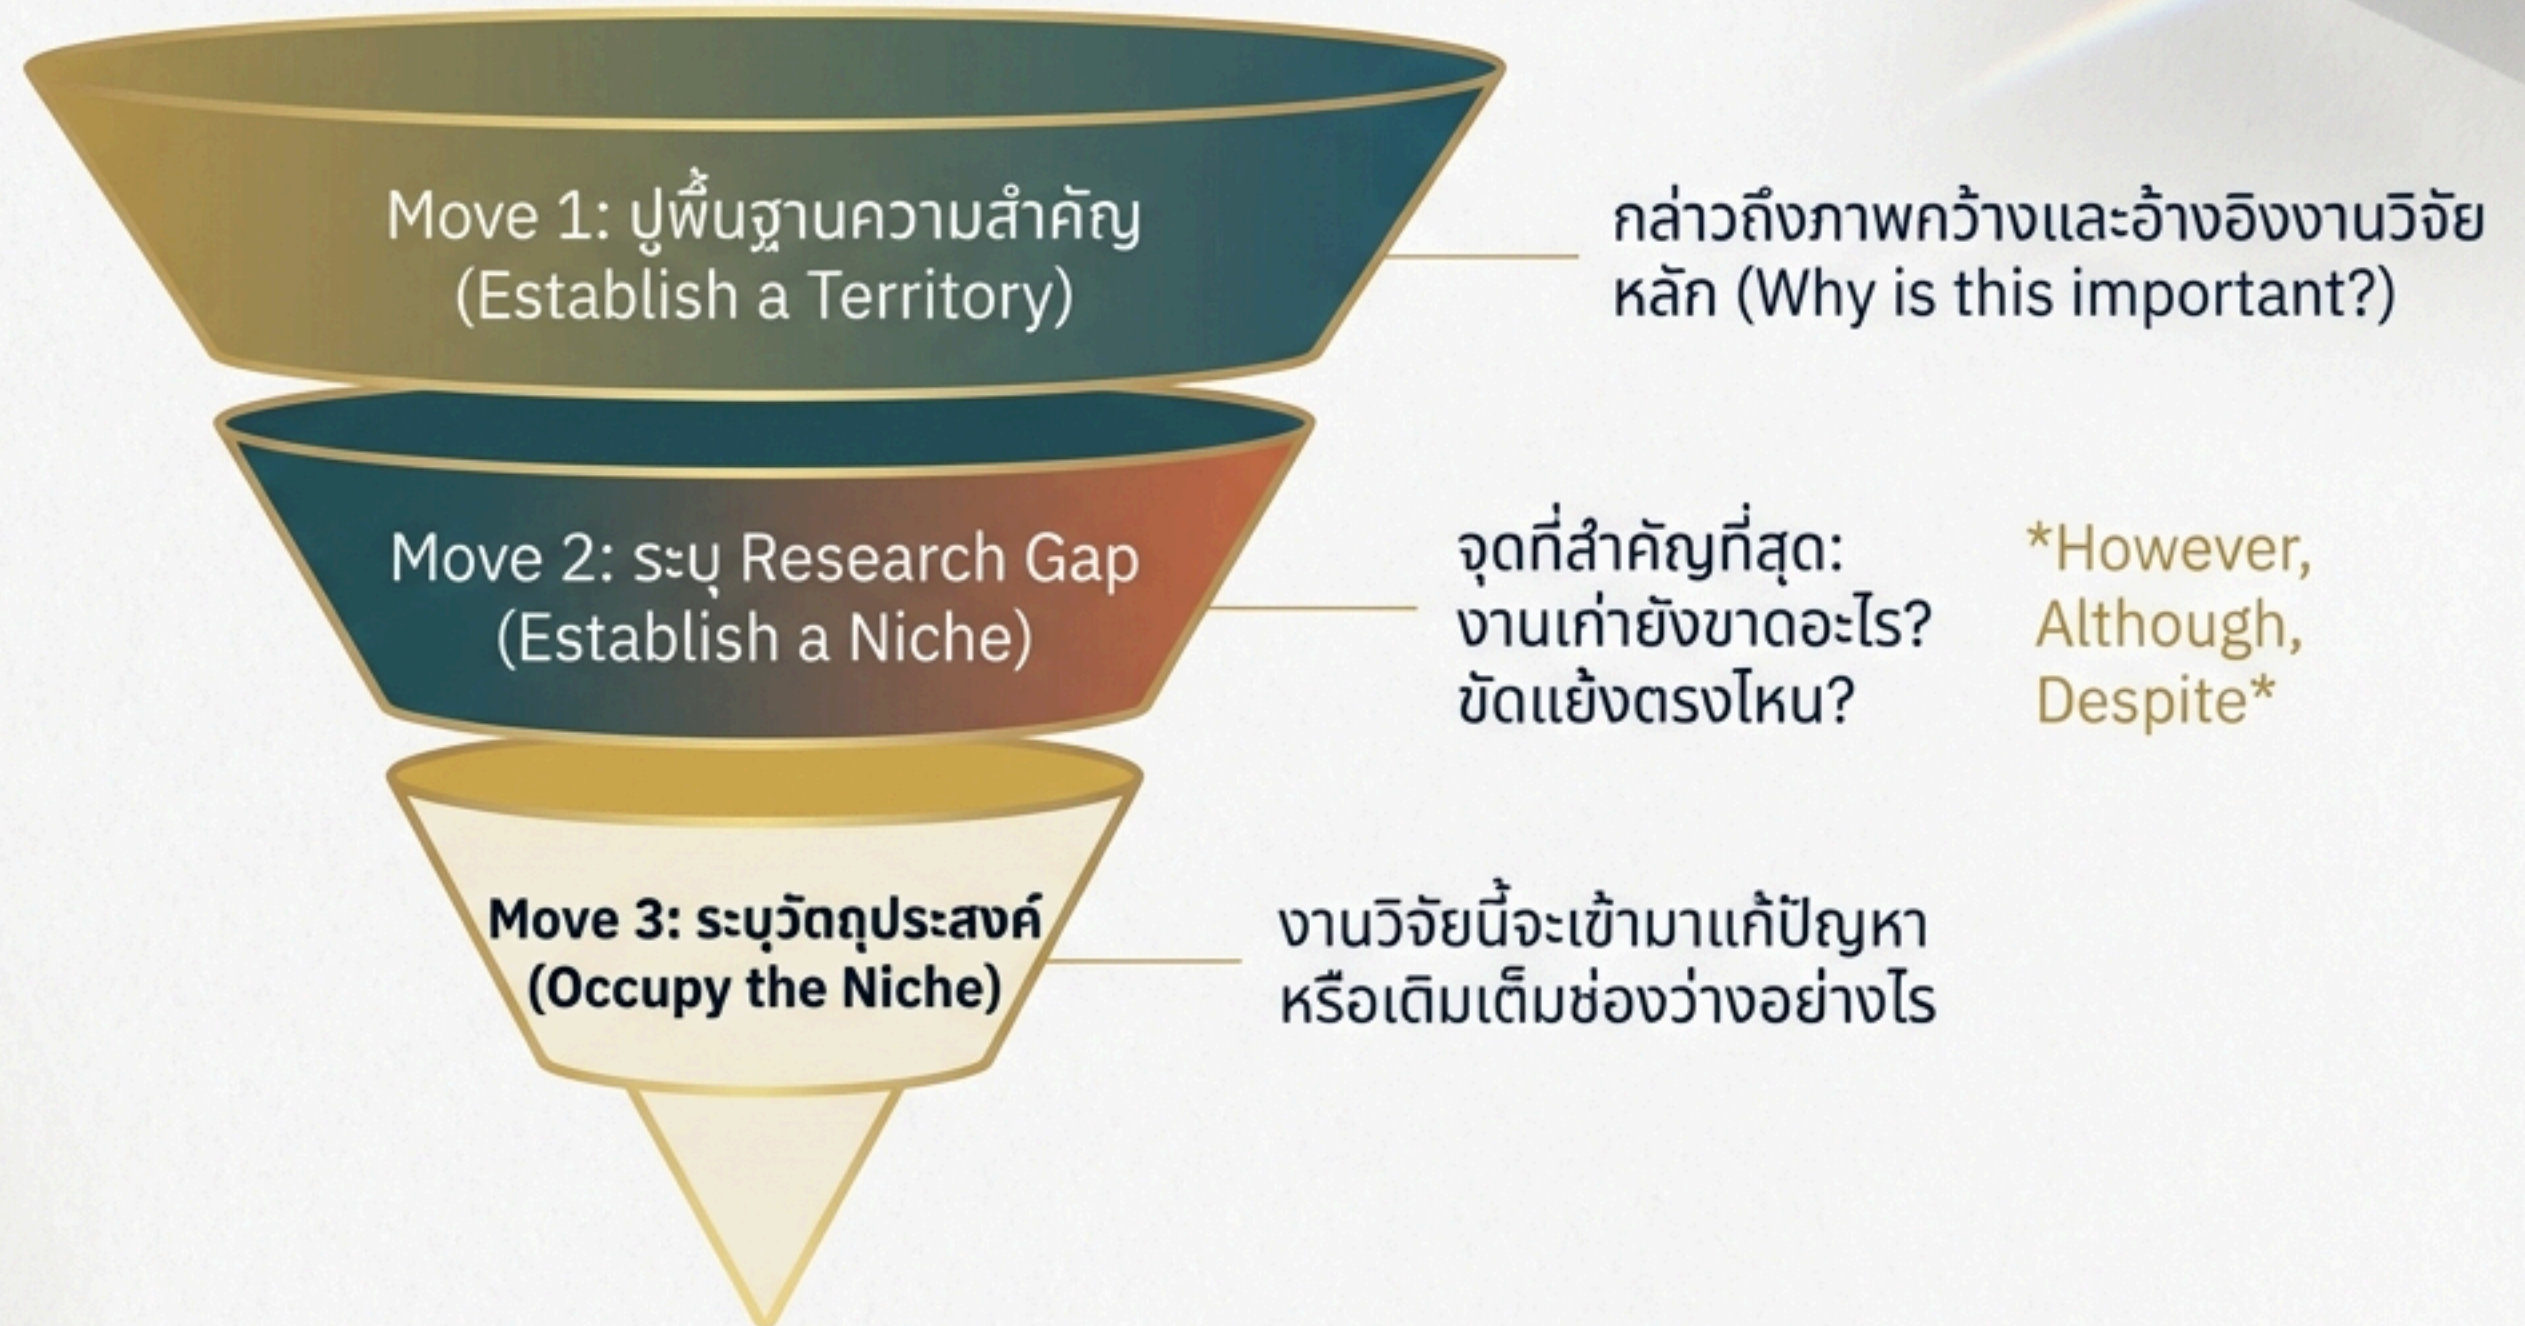 Move 1: ปูพื้นฐานความสำคัญ
(Establish a Territory)
กล่าวถึงภาพกว้างและอ้างอิงงานวิจัย
หลัก (Why is this important?)
Move 2: ระบุ Research Gap
(Establish a Niche)
จุดที่สำคัญที่สุด:
งานเก่ายังขาดอะไร?
ขัดแย้งตรงไหน?
*However,
Although,
Despite*
Move 3: ระบุวัตถุประสงค์
(Occupy the Niche)
งานวิจัยนี้จะเข้ามาแก้ปัญหา
หรือเติมเต็มช่องว่างอย่างไร